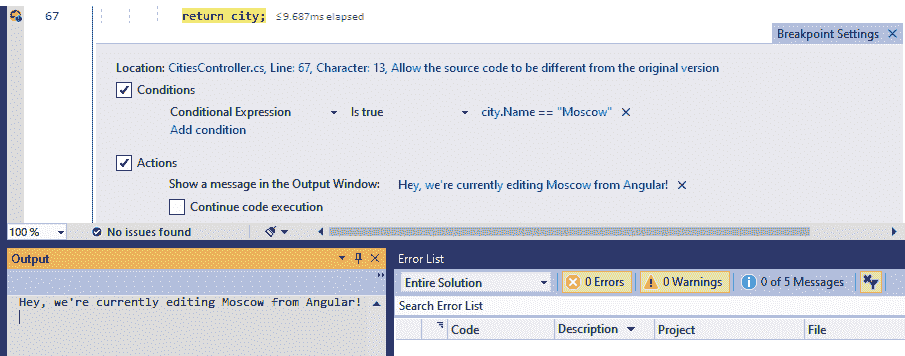 67 return city; ≤9.687ms elapsed
Breakpoint Settings
Location: CitiesController.cs, Line: 67, Character: 13, Allow the source code to be different from the original version
Conditions
Conditional Expression Is true city.Name == "Moscow"
Add condition
Actions
Show a message in the Output Window: Hey, we're currently editing Moscow from Angular!
Continue code execution
100 % No issues found
Output
Hey, we're currently editing Moscow from Angular!
Error List
Entire Solution 0 Errors 0 Warnings 0 of 5 Messages
Search Error List
Code Description Project File